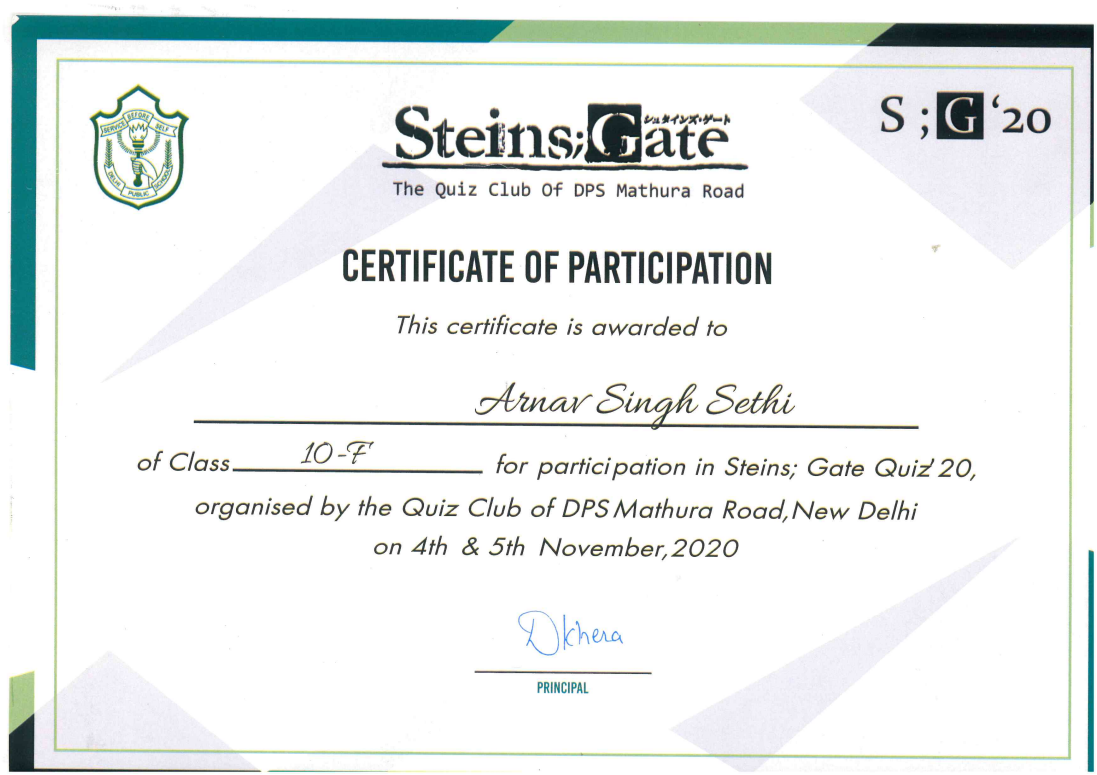 SERVICE BEFORE SELF
DELHI PUBLIC SCHOOL
Steins;Gate
シュタインズ・ゲート
The Quiz Club Of DPS Mathura Road
S ; G ‘20
CERTIFICATE OF PARTICIPATION
This certificate is awarded to
Arnav Singh Sethi
of Class 10-F for participation in Steins; Gate Quiz'20,
organised by the Quiz Club of DPS Mathura Road,New Delhi
on 4th & 5th November,2020
Dkhera
PRINCIPAL